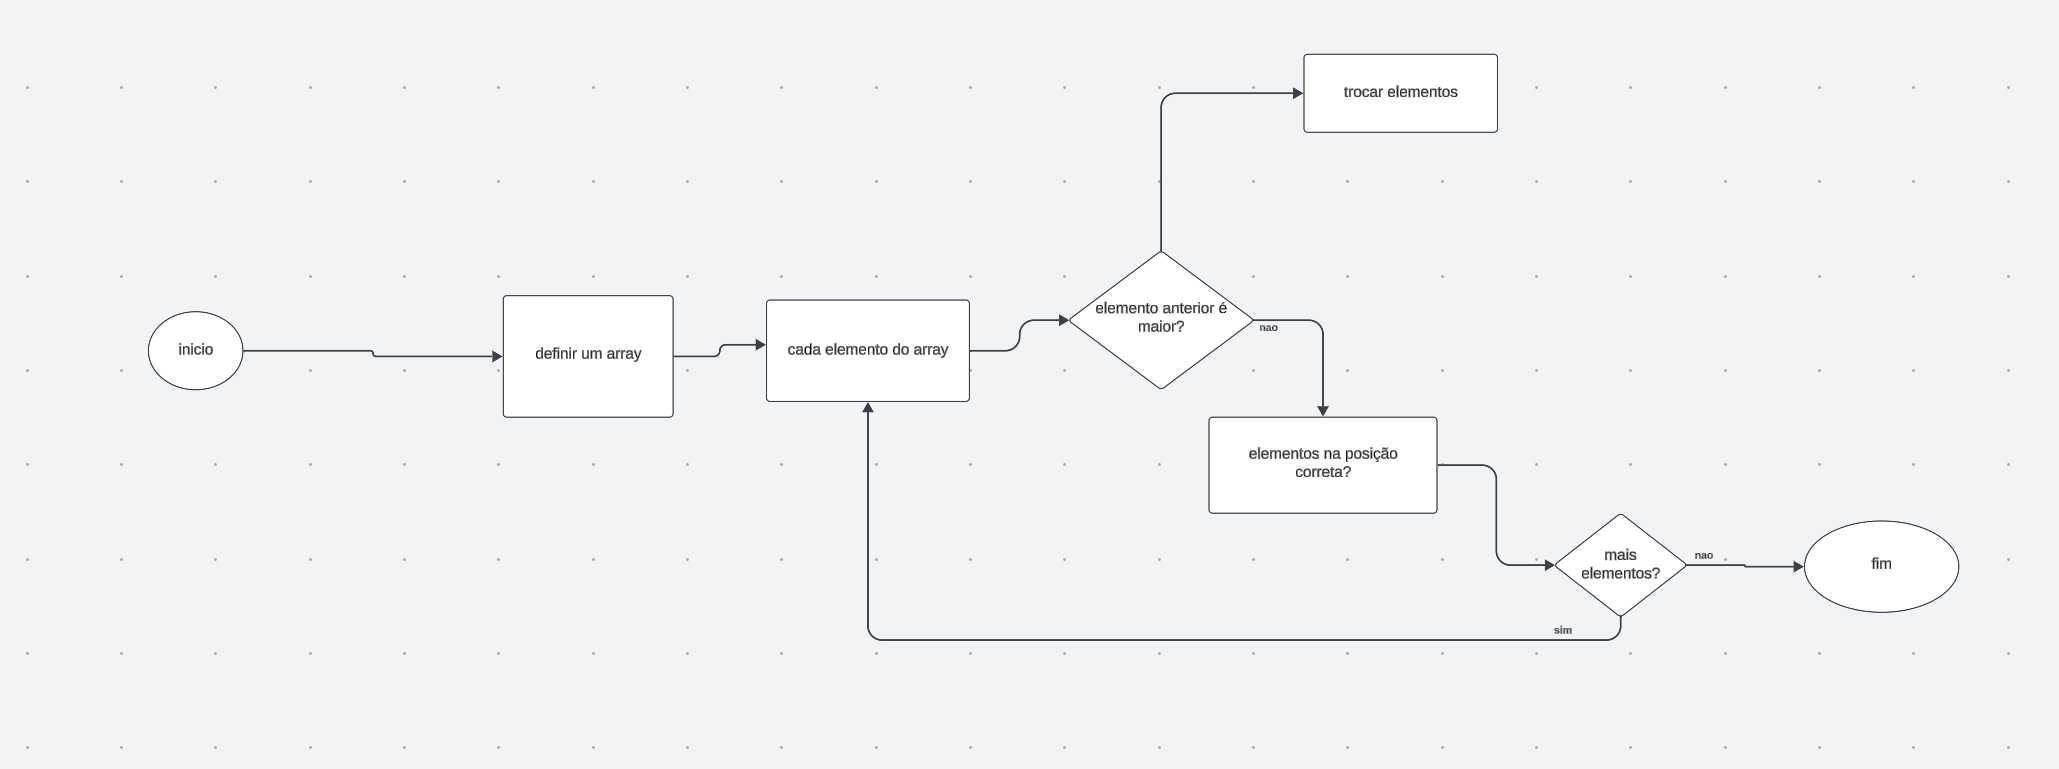 trocar elementos
inicio
definir um array
cada elemento do array
elemento anterior é
maior?
nao
elementos na posição
correta?
mais
elementos?
nao
fim
sim